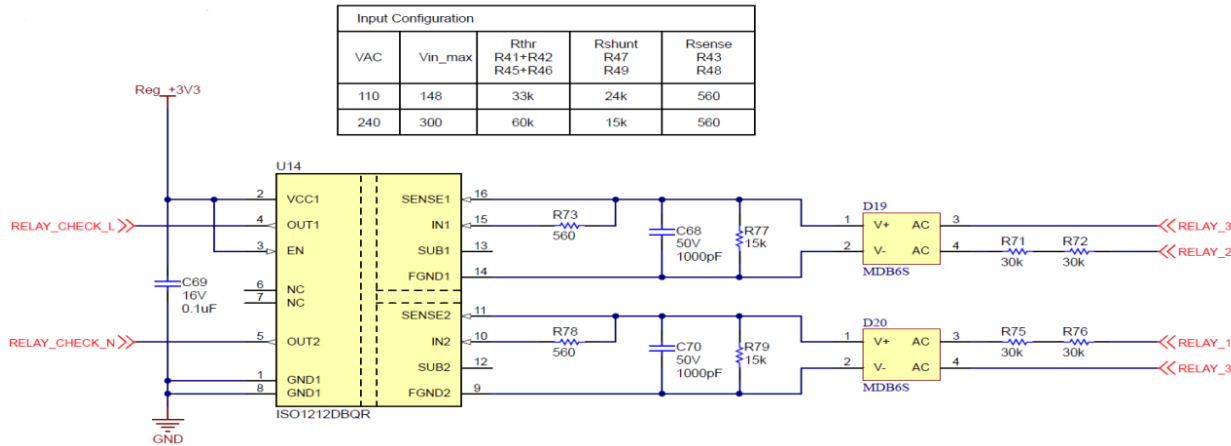 Input Configuration
VAC Vin_max Rthr R41+R42 R45+R46 Rshunt R47 R49 Rsense R43 R48
110 148 33k 24k 560
240 300 60k 15k 560
Reg_+3V3
U14
2 VCC1 SENSE1 16
RELAY_CHECK_L 4 OUT1 IN1 15 R73 560
3 EN SUB1 13
FGND1 14
C68 50V 1000pF
R77 15k
D19
1 V+ AC 3 RELAY_3
2 V- AC 4 R71 30k R72 30k RELAY_2
MDB6S
C69 16V 0.1uF
6 NC
7 NC
SENSE2 11
RELAY_CHECK_N 5 OUT2 IN2 10 R78 560
SUB2 12
1 GND1
8 GND1 FGND2 9
C70 50V 1000pF
R79 15k
D20
1 V+ AC 3 R75 30k R76 30k RELAY_1
2 V- AC 4 RELAY_3
MDB6S
ISO1212DBQR
GND